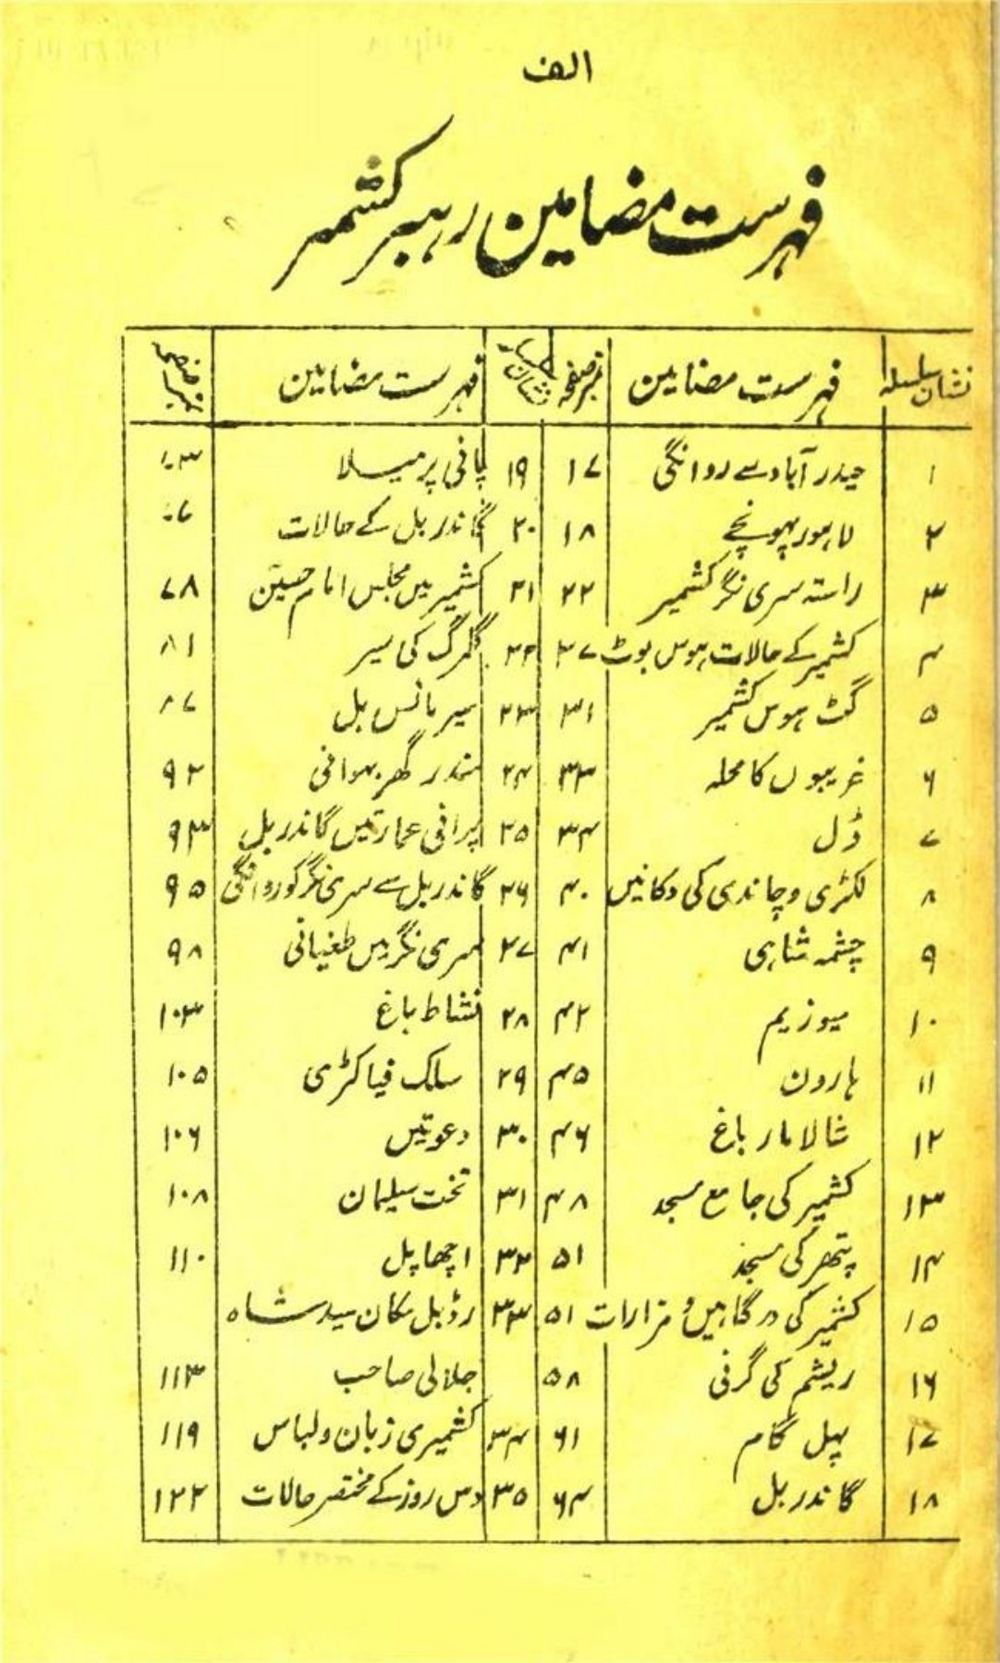 الف
فہرست مضامین رہبر کشمیر
نشان سلسلہ فہرست مضامین نمبر صفحہ نشان سلسلہ فہرست مضامین نمبر صفحہ
۱ حیدر آباد سے روانگی ۱۷ ۱۹ پانی پر میلا ۷۳
۲ لاہور پہونچے ۱۸ ۲۰ گاندربل کے حالات
۳ راستہ سری نگر کشمیر ۲۲ ۲۱ کشمیر میں مجلس امام حسینؑ ۷۸
۴ کشمیر کے حالات ہوس بوٹ ۲۷ ۲۲ گلمرگ کی سیر ۸۱
۵ گٹ ہوس کشمیر ۳۱ ۲۳ سیر مانس بل ۸۷
۶ غریبوں کا محلہ ۳۳ ۲۴ مندر گھر بھوانی ۹۲
۷ ڈل ۳۴ ۲۵ پرانی عمارتیں گاندربل ۹۳
۸ لکڑی و چاندی کی دکانیں ۴۰ ۲۶ گاندربل سے سری نگر کو روانگی ۹۵
۹ چشمہ شاہی ۴۱ ۲۷ سری نگر میں طغیانی ۹۸
۱۰ میوزیم ۴۲ ۲۸ نشاط باغ ۱۰۳
۱۱ ہارون ۴۵ ۲۹ سلک فیاکٹری ۱۰۵
۱۲ شالامار باغ ۴۶ ۳۰ دعوتیں ۱۰۶
۱۳ کشمیر کی جامع مسجد ۴۸ ۳۱ تخت سلیمان ۱۰۸
۱۴ پتھر کی مسجد ۵۱ ۳۲ اچھاپل ۱۱۰
۱۵ کشمیر کی درگاہیں و مزارات ۵۱ ۳۳ رڈبل مکان سید شاہ
۱۶ ریشم کی گرنی ۵۸ جلالی صاحب ۱۱۳
۱۷ پہل گام ۶۱ ۳۴ کشمیری زبان و لباس ۱۱۹
۱۸ گاندربل ۶۴ ۳۵ دس روز کے مختصر حالات ۱۲۲